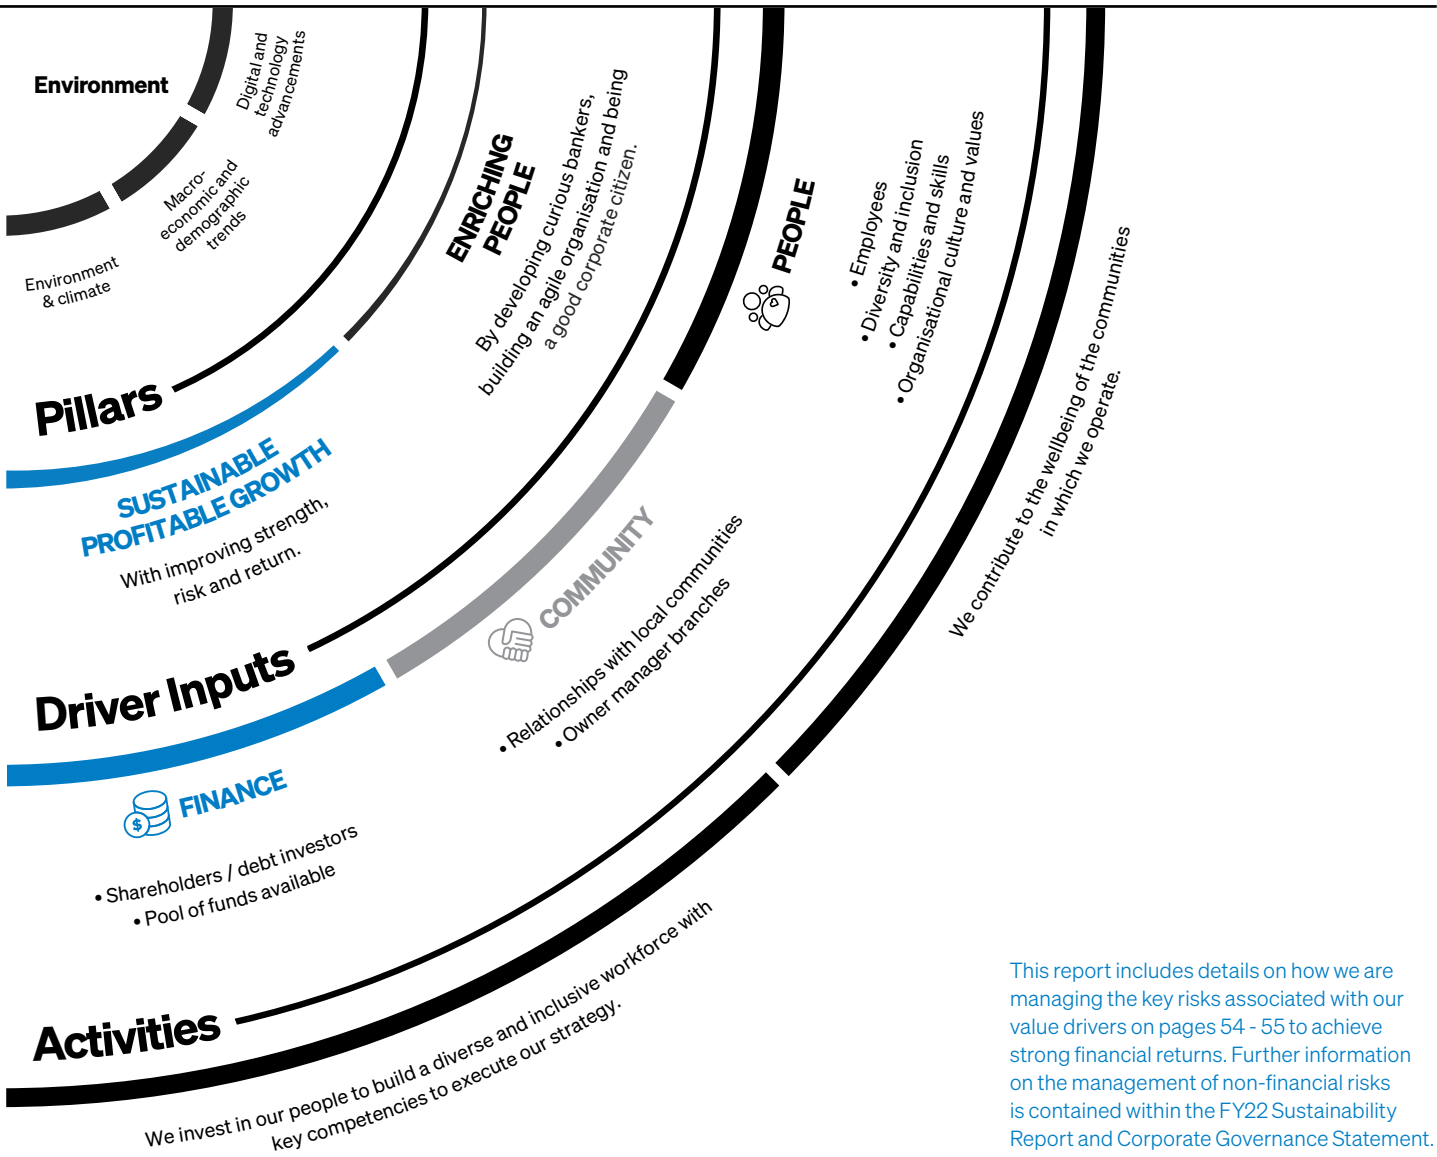 Environment
Digital and
technology
advancements
Macro-
economic and
demographic
trends
Environment
& climate
Pillars
ENRICHING
PEOPLE
By developing curious bankers,
building an agile organisation and being
a good corporate citizen.
SUSTAINABLE
PROFITABLE GROWTH
With improving strength,
risk and return.
Driver Inputs
PEOPLE
• Employees
• Diversity and inclusion
• Capabilities and skills
• Organisational culture and values
COMMUNITY
• Relationships with local communities
• Owner manager branches
$
FINANCE
• Shareholders / debt investors
• Pool of funds available
Activities
We contribute to the wellbeing of the communities
in which we operate.
We invest in our people to build a diverse and inclusive workforce with
key competencies to execute our strategy.
This report includes details on how we are
managing the key risks associated with our
value drivers on pages 54 - 55 to achieve
strong financial returns. Further information
on the management of non-financial risks
is contained within the FY22 Sustainability
Report and Corporate Governance Statement.